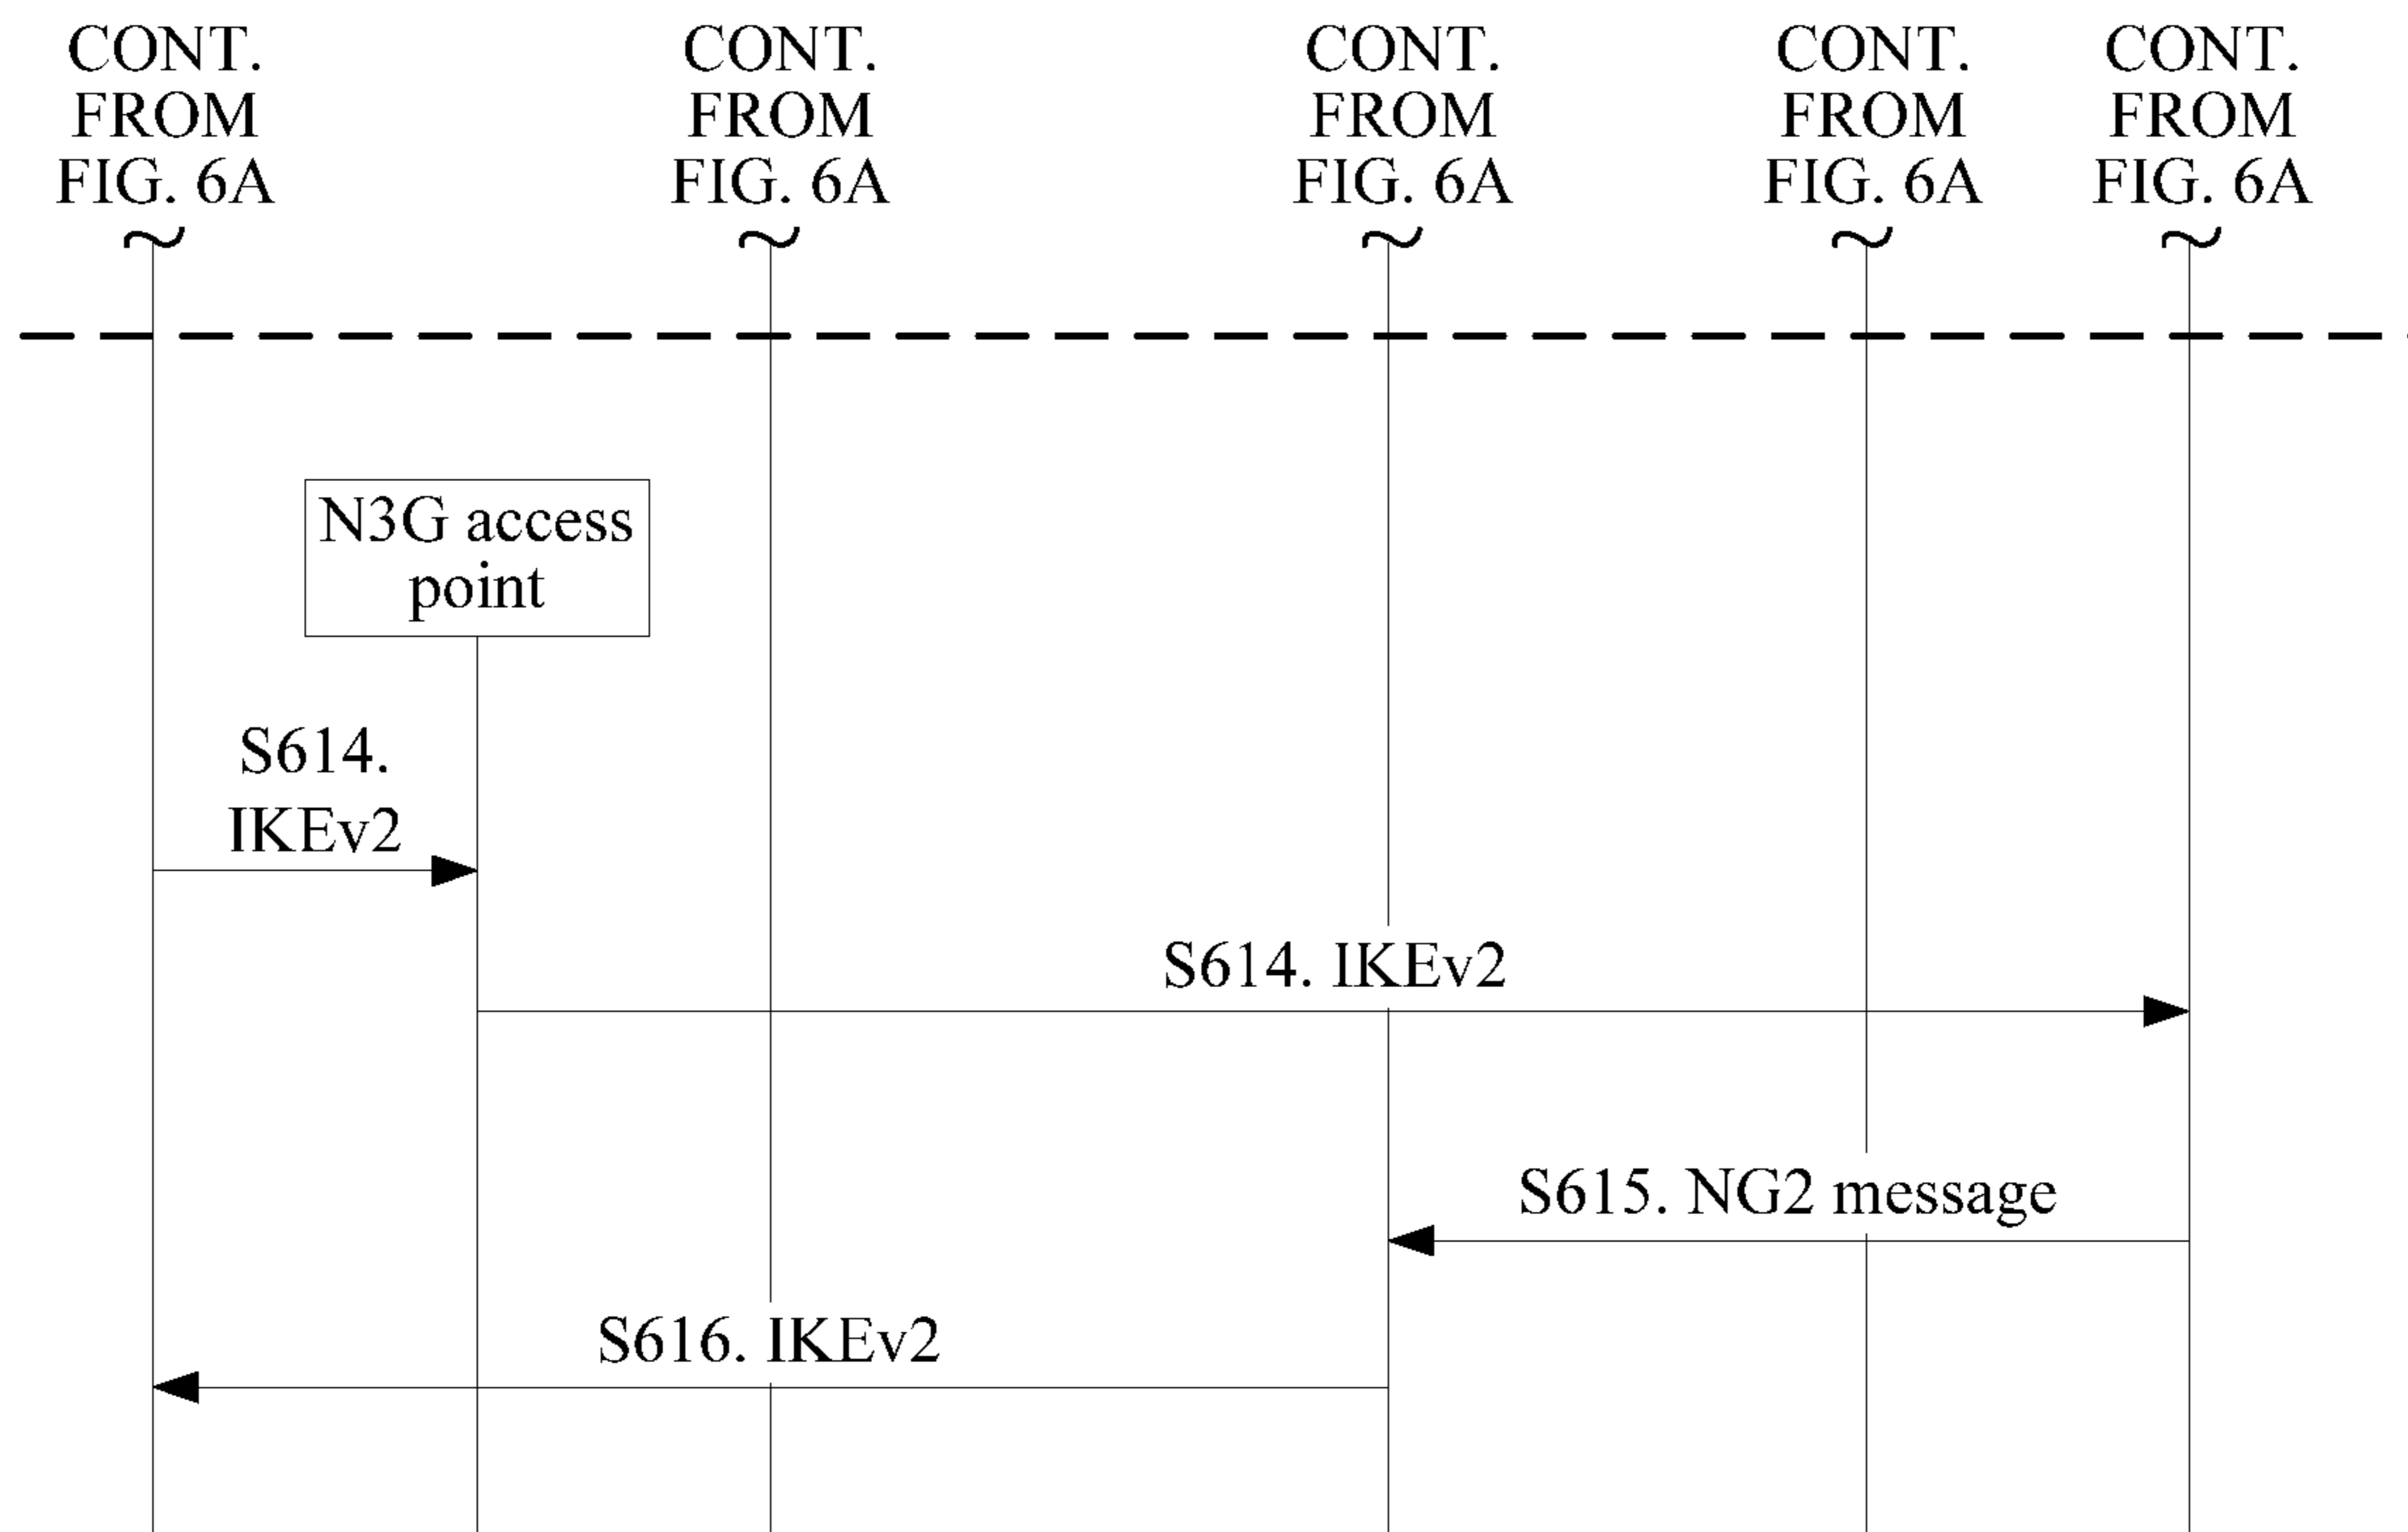 CONT.
FROM
FIG. 6A
CONT.
FROM
FIG. 6A
CONT.
FROM
FIG. 6A
CONT.
FROM
FIG. 6A
CONT.
FROM
FIG. 6A
N3G access
point
S614.
IKEv2
S614. IKEv2
S615. NG2 message
S616. IKEv2